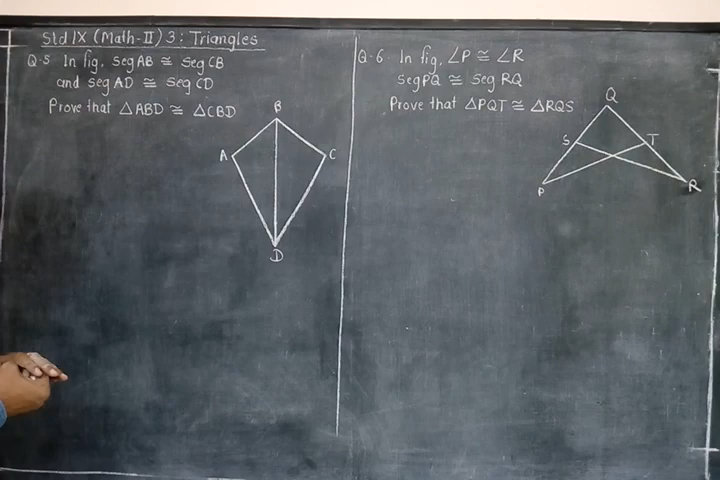 Std IX (Math-II) 3: Triangles
Q-5 In fig. seg AB ≅ seg CB
and seg AD ≅ seg CD
Prove that △ABD ≅ △CBD
B
A
C
D
Q-6 In fig, ∠P ≅ ∠R
seg PQ ≅ seg RQ
Prove that △PQT ≅ △RQS
Q
S
T
P
R